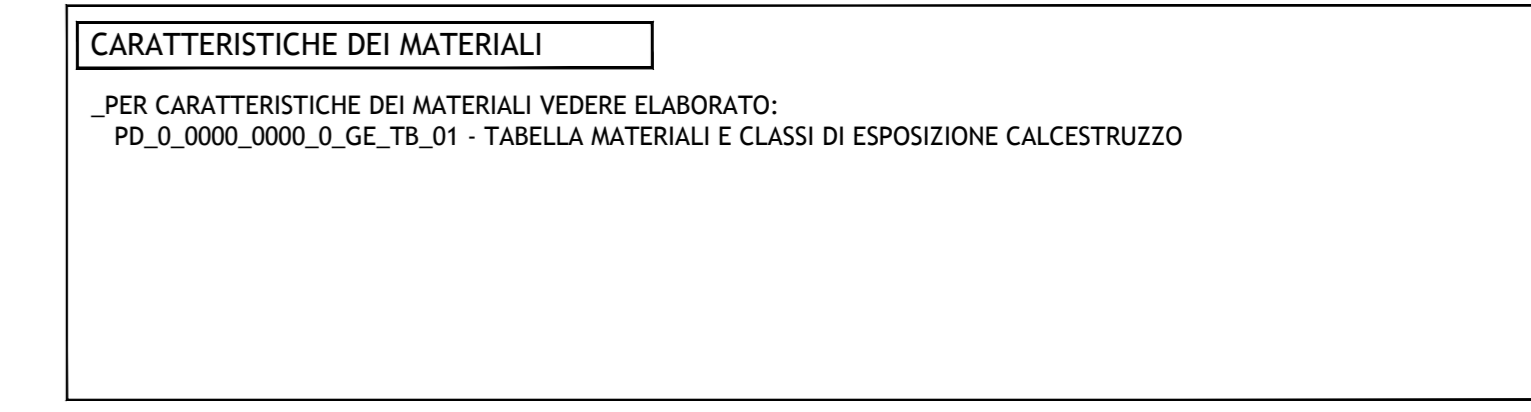 CARATTERISTICHE DEI MATERIALI
_PER CARATTERISTICHE DEI MATERIALI VEDERE ELABORATO:
PD_0_0000_0000_0_GE_TB_01 - TABELLA MATERIALI E CLASSI DI ESPOSIZIONE CALCESTRUZZO